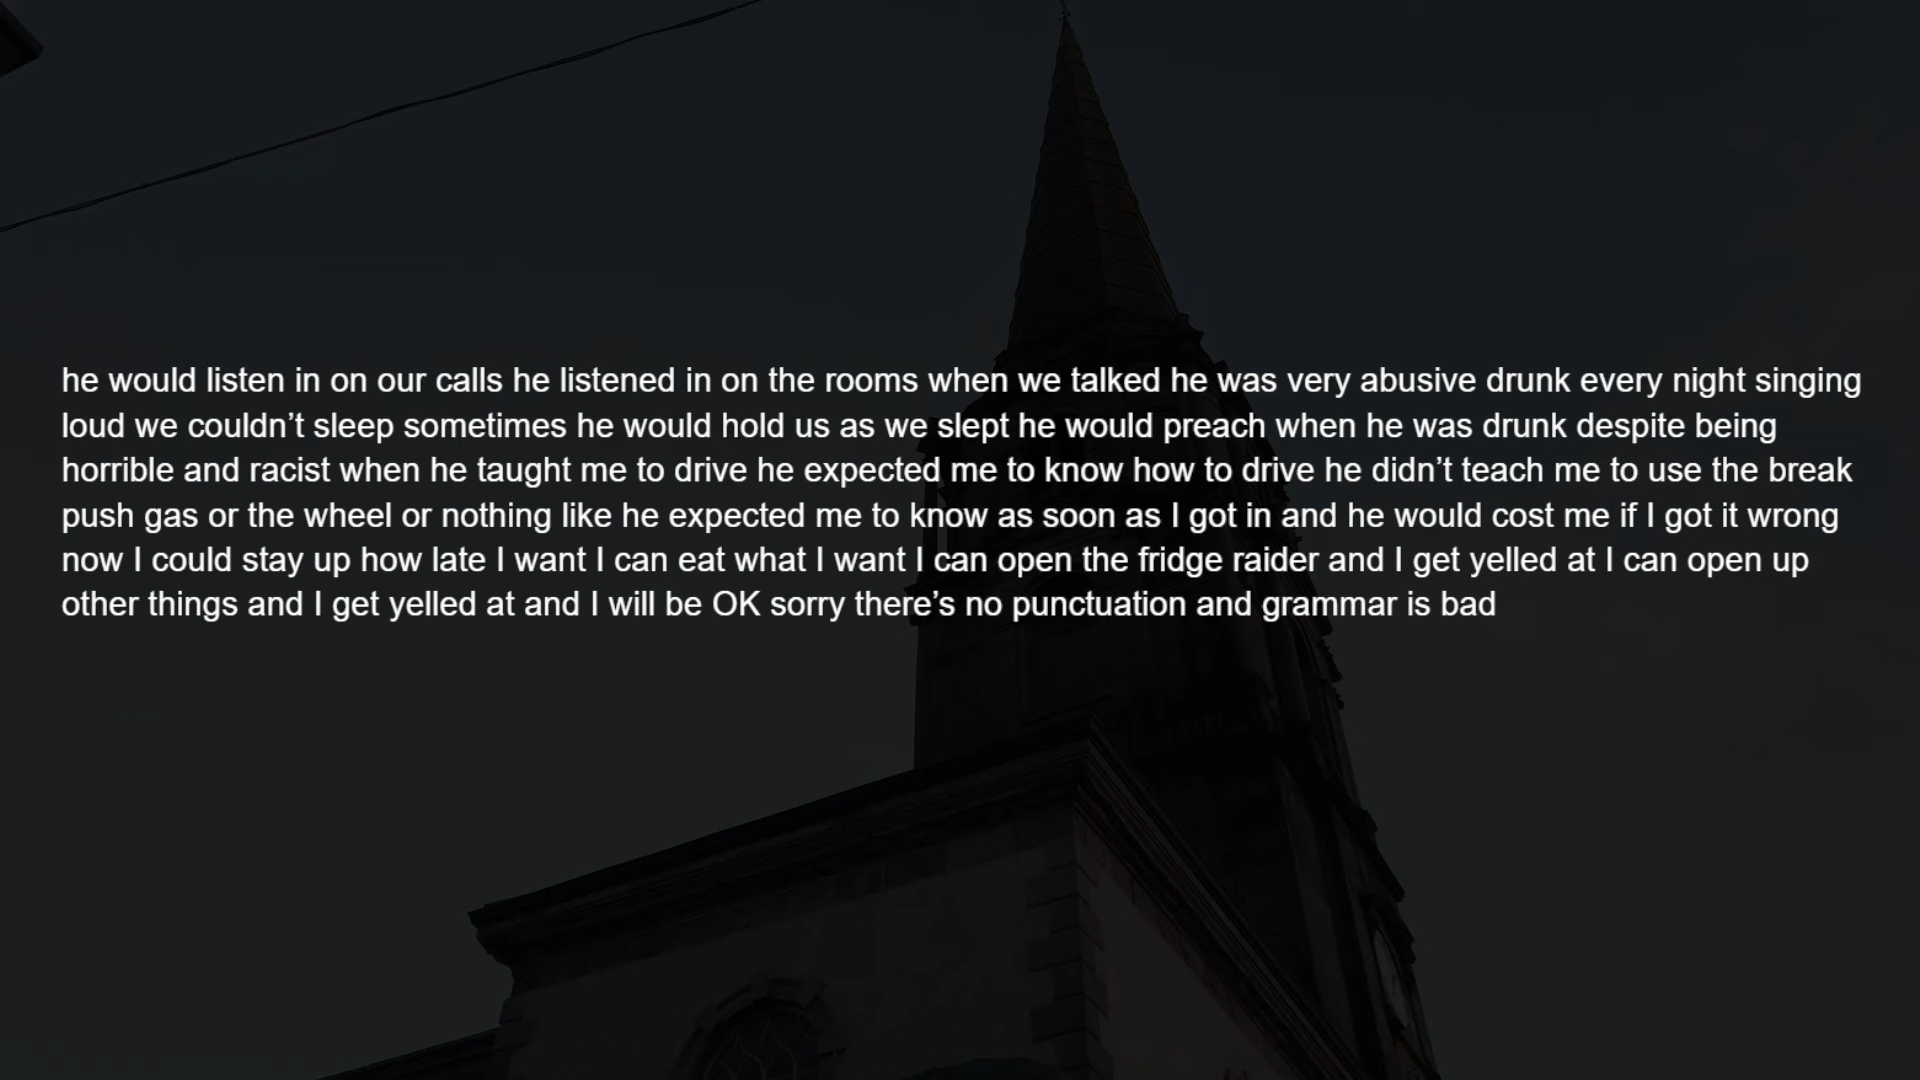 he would listen in on our calls he listened in on the rooms when we talked he was very abusive drunk every night singing
loud we couldn’t sleep sometimes he would hold us as we slept he would preach when he was drunk despite being
horrible and racist when he taught me to drive he expected me to know how to drive he didn’t teach me to use the break
push gas or the wheel or nothing like he expected me to know as soon as I got in and he would cost me if I got it wrong
now I could stay up how late I want I can eat what I want I can open the fridge raider and I get yelled at I can open up
other things and I get yelled at and I will be OK sorry there’s no punctuation and grammar is bad